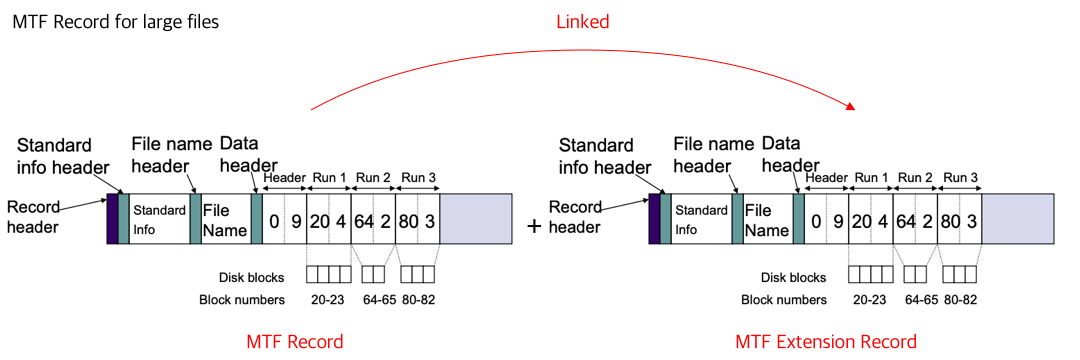 MTF Record for large files
Linked
Standard
info header
File name
header
Data
header
Header Run 1 Run 2 Run 3
Record
header
Standard
Info
File
Name
0 9 20 4 64 2 80 3
Disk blocks
Block numbers 20-23 64-65 80-82
MTF Record
+
Standard
info header
File name
header
Data
header
Header Run 1 Run 2 Run 3
Record
header
Standard
Info
File
Name
0 9 20 4 64 2 80 3
Disk blocks
Block numbers 20-23 64-65 80-82
MTF Extension Record